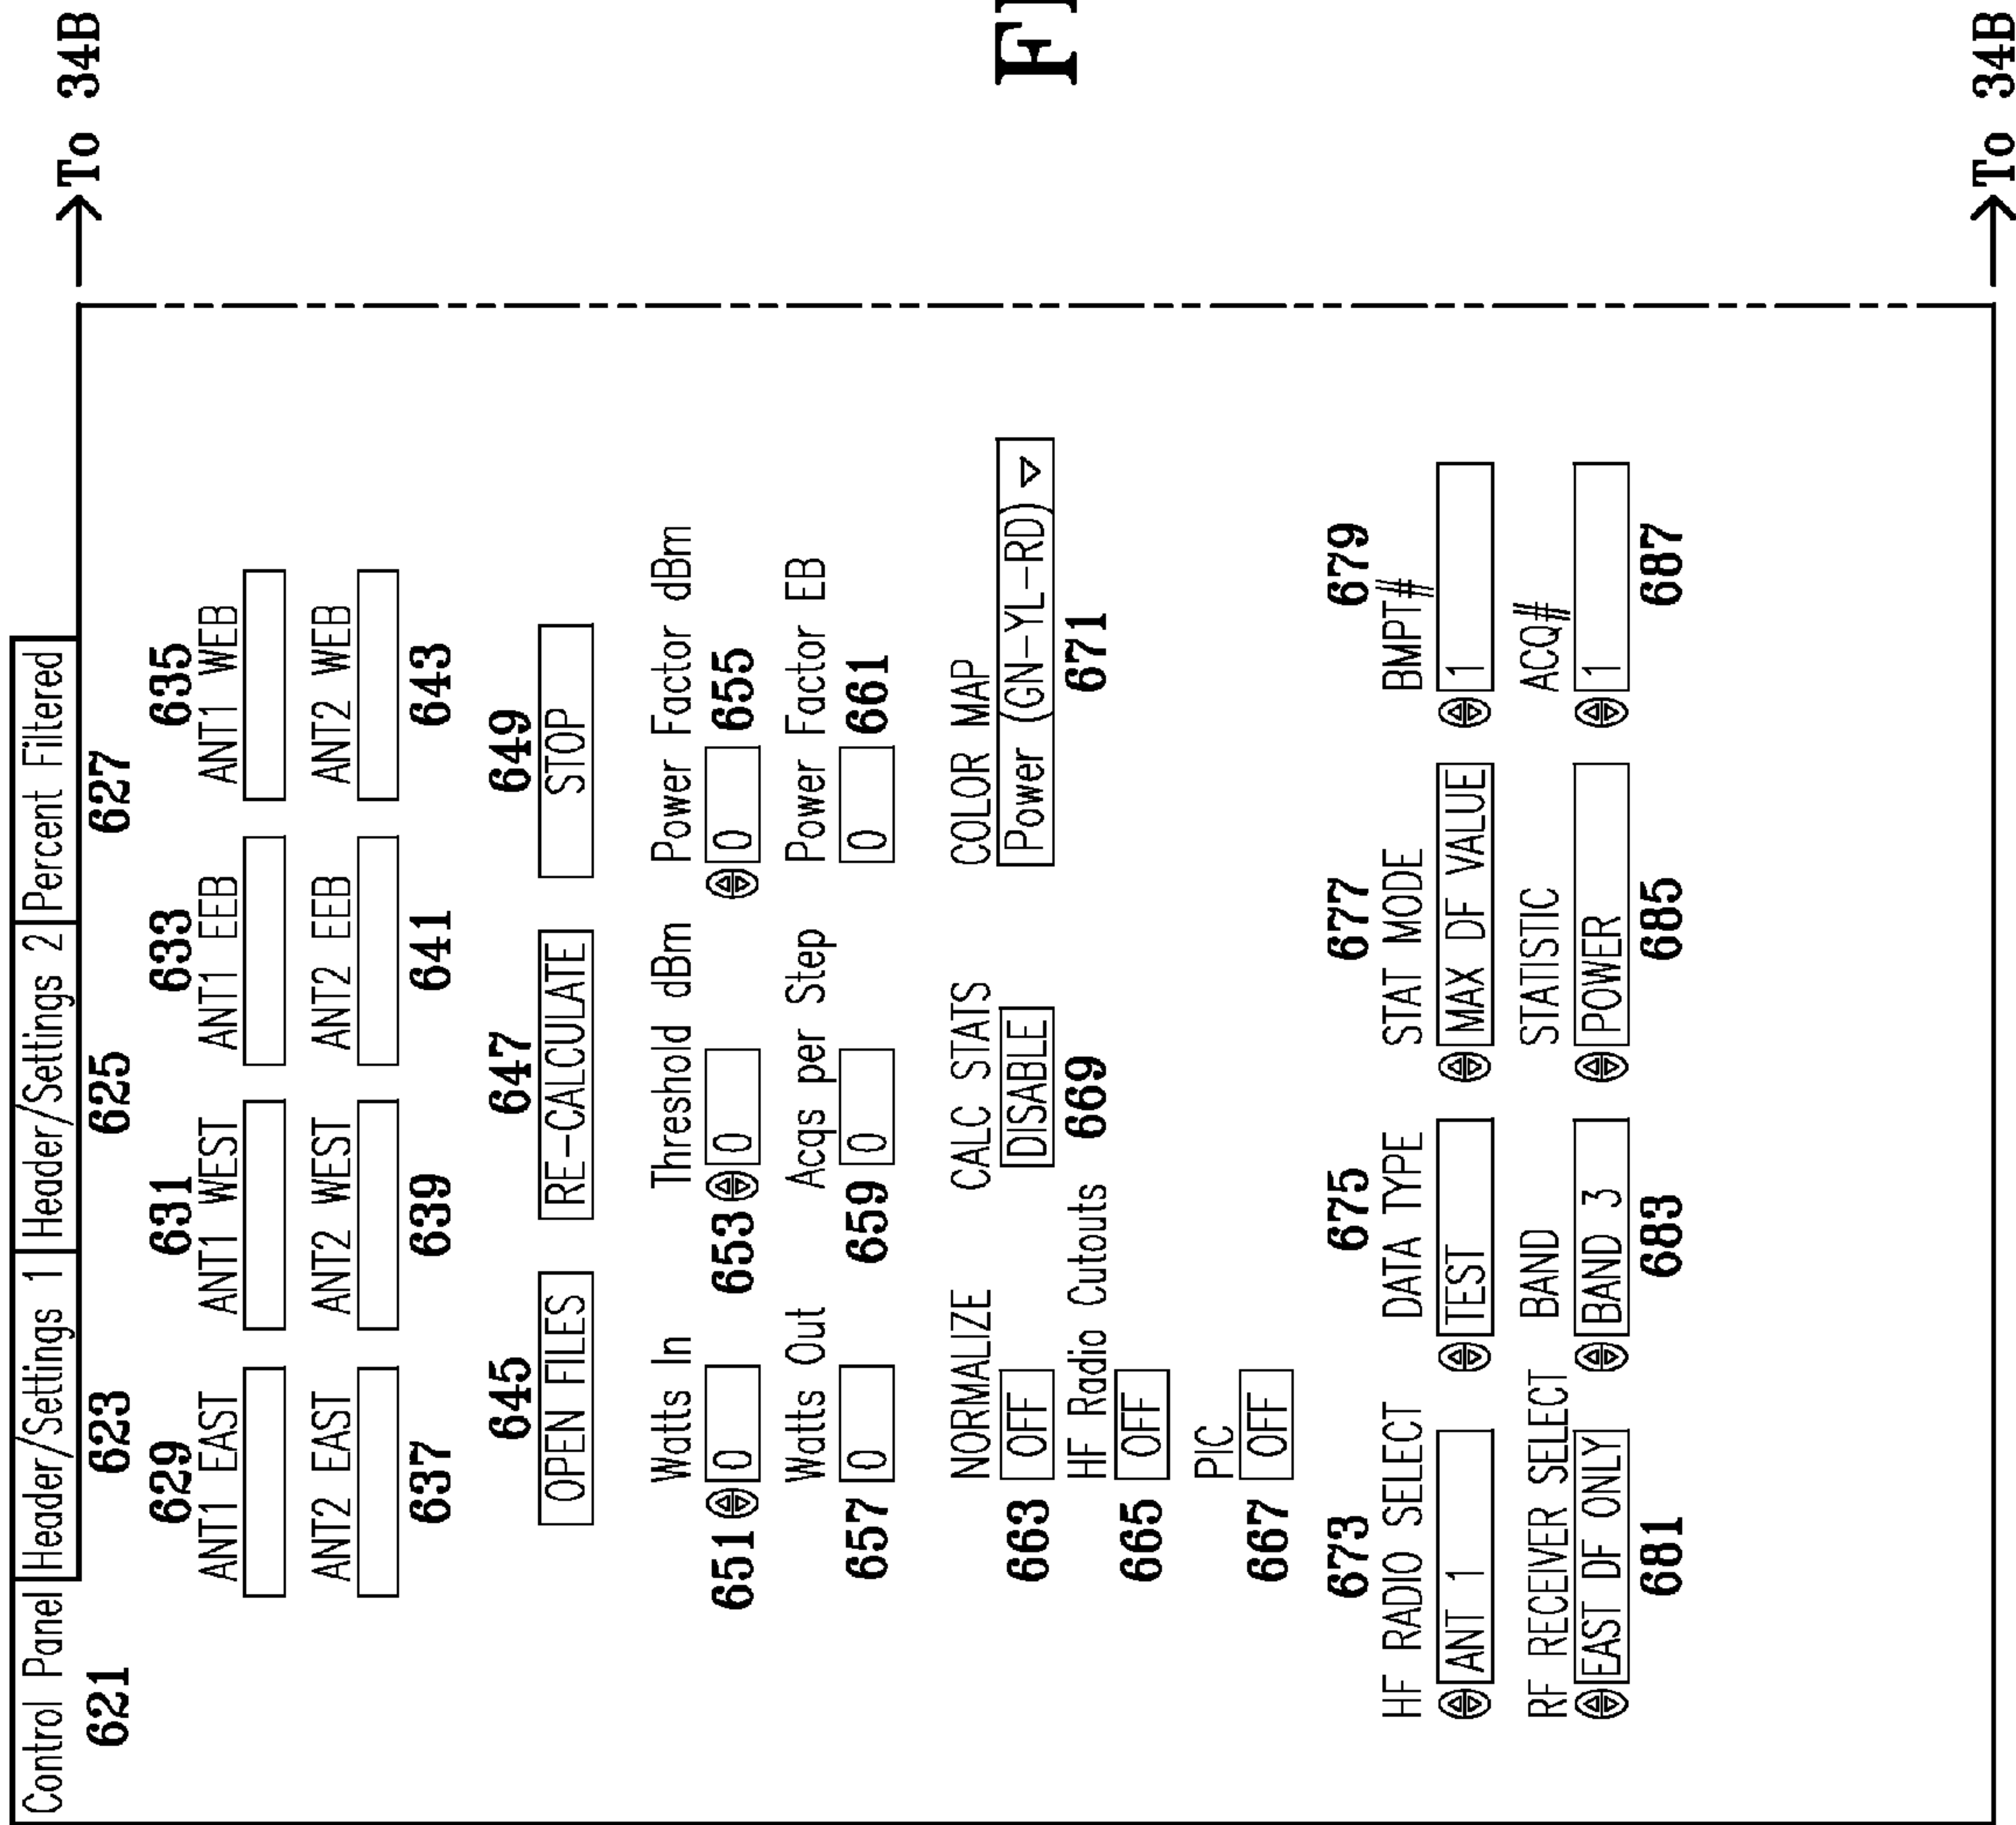 Control Panel Header/Settings 1 Header/Settings 2 Percent Filtered
To 34B
621 623 625 627
629 631 633 635
ANT1 EAST ANT1 WEST ANT1 EEB ANT1 WEB
ANT2 EAST ANT2 WEST ANT2 EEB ANT2 WEB
637 639 641 643
645 647 649
OPEN FILES RE-CALCULATE STOP
Watts In Threshold dBm Power Factor dBm
651 0 653 0 0 655
Watts Out Acqs per Step Power Factor EB
657 0 659 0 0 661
NORMALIZE CALC STATS COLOR MAP
663 OFF DISABLE Power (GN-YL-RD)
HF Radio Cutouts 669 671
665 OFF
PIC
667 OFF
673 675 677 679
HF RADIO SELECT DATA TYPE STAT MODE BMPT#
ANT 1 TEST MAX DF VALUE 1
RF RECEIVER SELECT BAND STATISTIC ACQ#
EAST DF ONLY BAND 3 POWER 1
681 683 685 687
To 34B